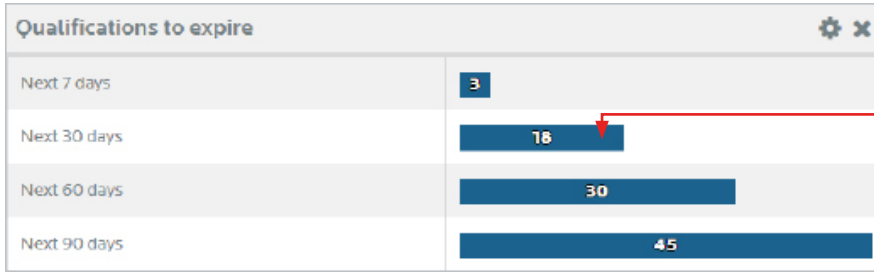 Qualifications to expire
Next 7 days 3
Next 30 days 18
Next 60 days 30
Next 90 days 45